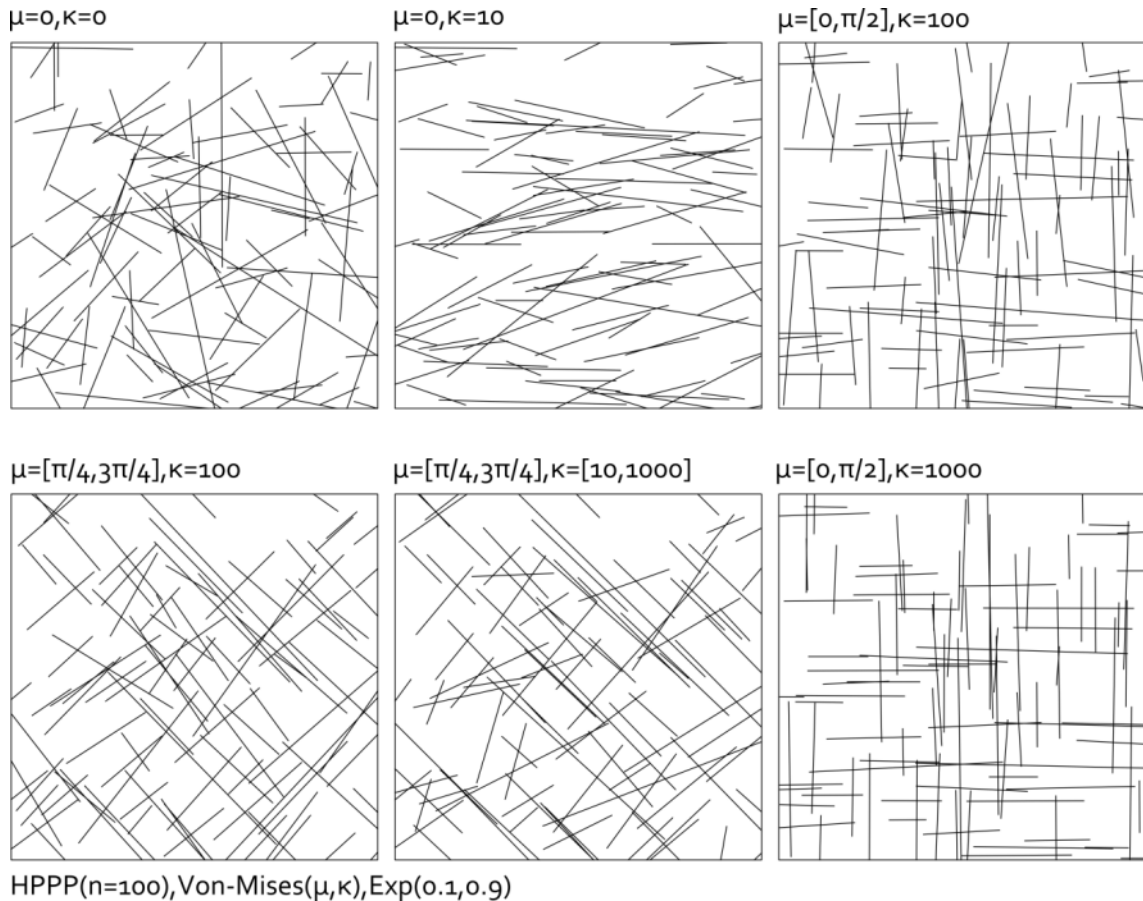 μ=0,κ=0
μ=0,κ=10
μ=[0,π/2],κ=100
μ=[π/4,3π/4],κ=100
μ=[π/4,3π/4],κ=[10,1000]
μ=[0,π/2],κ=1000
HPPP(n=100),Von-Mises(μ,κ),Exp(0.1,0.9)